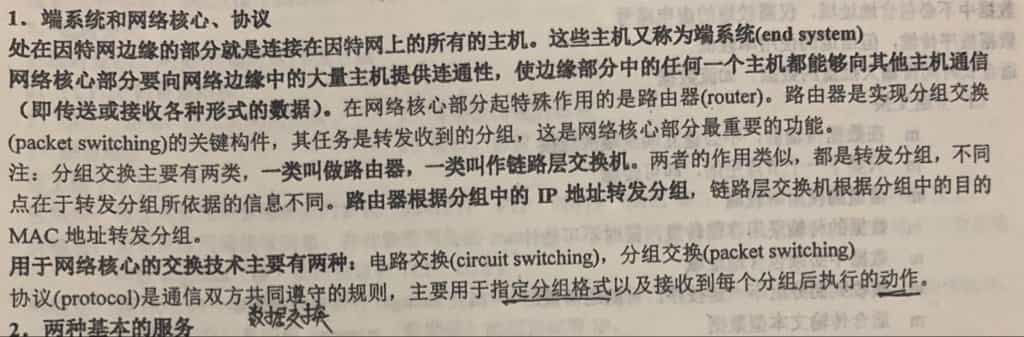 1．端系统和网络核心、协议
处在因特网边缘的部分就是连接在因特网上的所有的主机。这些主机又称为端系统(end system)
网络核心部分要向网络边缘中的大量主机提供连通性，使边缘部分中的任何一个主机都能够向其他主机通信
（即传送或接收各种形式的数据）。在网络核心部分起特殊作用的是路由器(router)。路由器是实现分组交换
(packet switching)的关键构件，其任务是转发收到的分组，这是网络核心部分最重要的功能。
注：分组交换主要有两类，一类叫做路由器，一类叫作链路层交换机。两者的作用类似，都是转发分组，不同
点在于转发分组所依据的信息不同。路由器根据分组中的 IP 地址转发分组，链路层交换机根据分组中的目的
MAC 地址转发分组。
用于网络核心的交换技术主要有两种：电路交换(circuit switching)，分组交换(packet switching)
协议(protocol)是通信双方共同遵守的规则，主要用于指定分组格式以及接收到每个分组后执行的动作。
数据交换
2．两种基本的服务